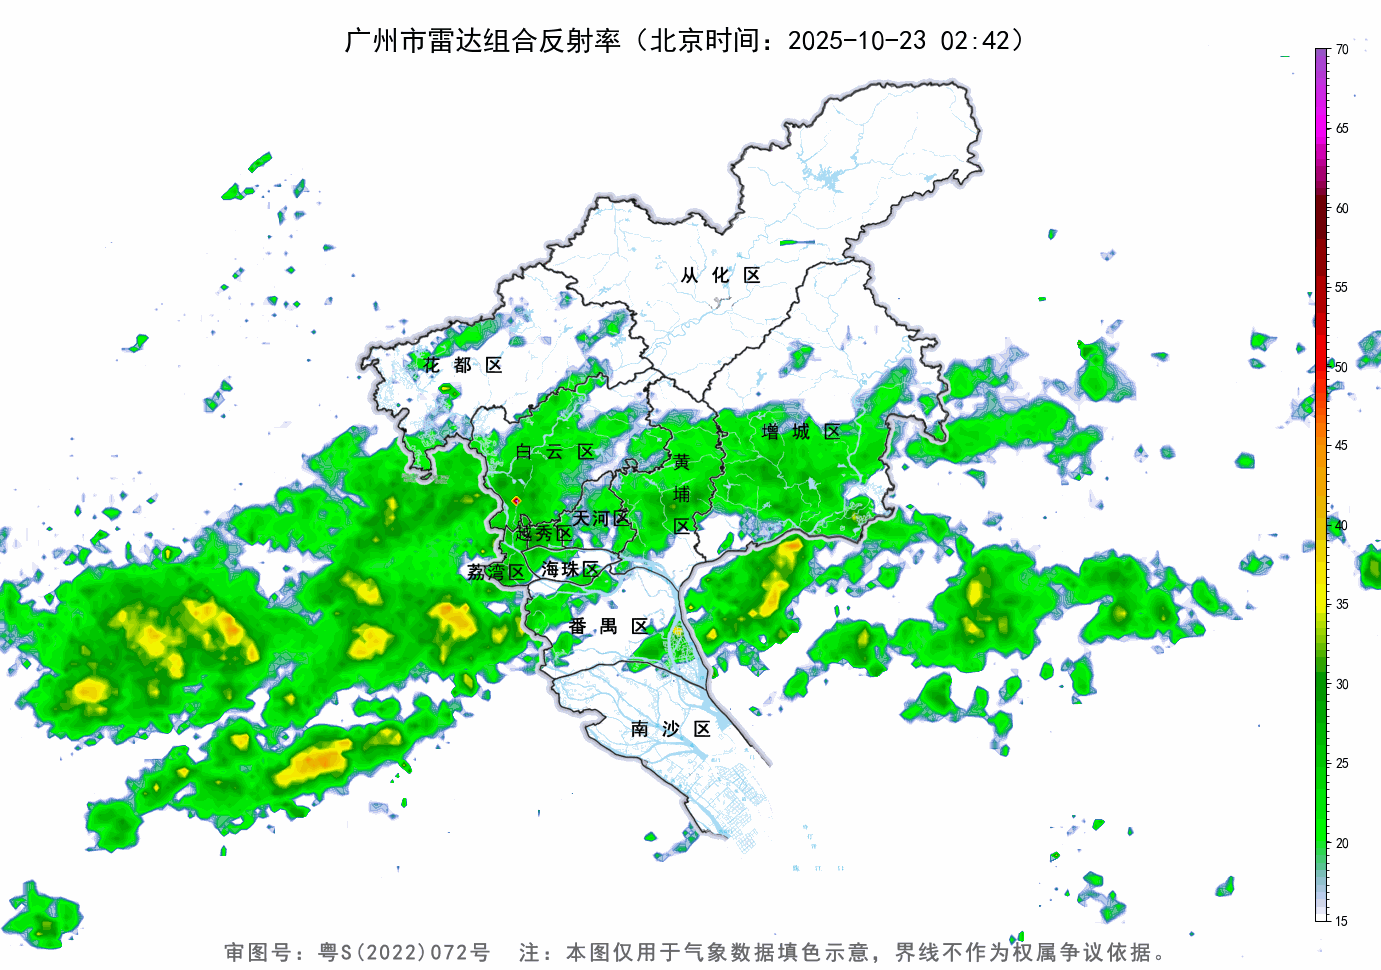 广州市雷达组合反射率（北京时间：2025-10-23 02:42）
70
65
60
55
50
45
40
35
30
25
20
15
从 化 区
花 都 区
增 城 区
白 云 区
黄
埔
区
天河区
越秀区
荔湾区
海珠区
番 禺 区
南 沙 区
审图号：粤S(2022)072号 注：本图仅用于气象数据填色示意，界线不作为权属争议依据。